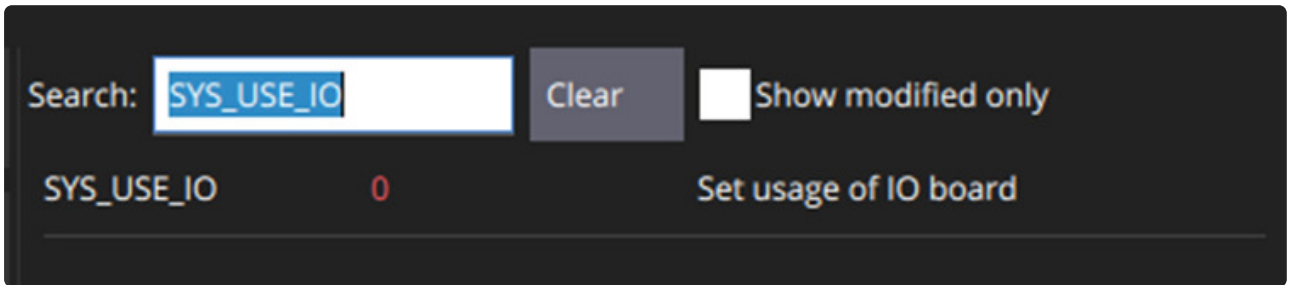 Search: SYS_USE_IO Clear Show modified only
SYS_USE_IO 0 Set usage of IO board